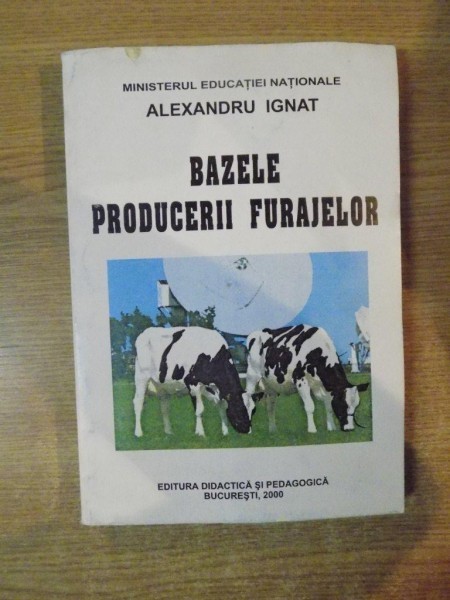 MINISTERUL EDUCAȚIEI NAȚIONALE
ALEXANDRU IGNAT
BAZELE
PRODUCERII FURAJELOR
EDITURA DIDACTICĂ ȘI PEDAGOGICĂ
BUCUREȘTI, 2000